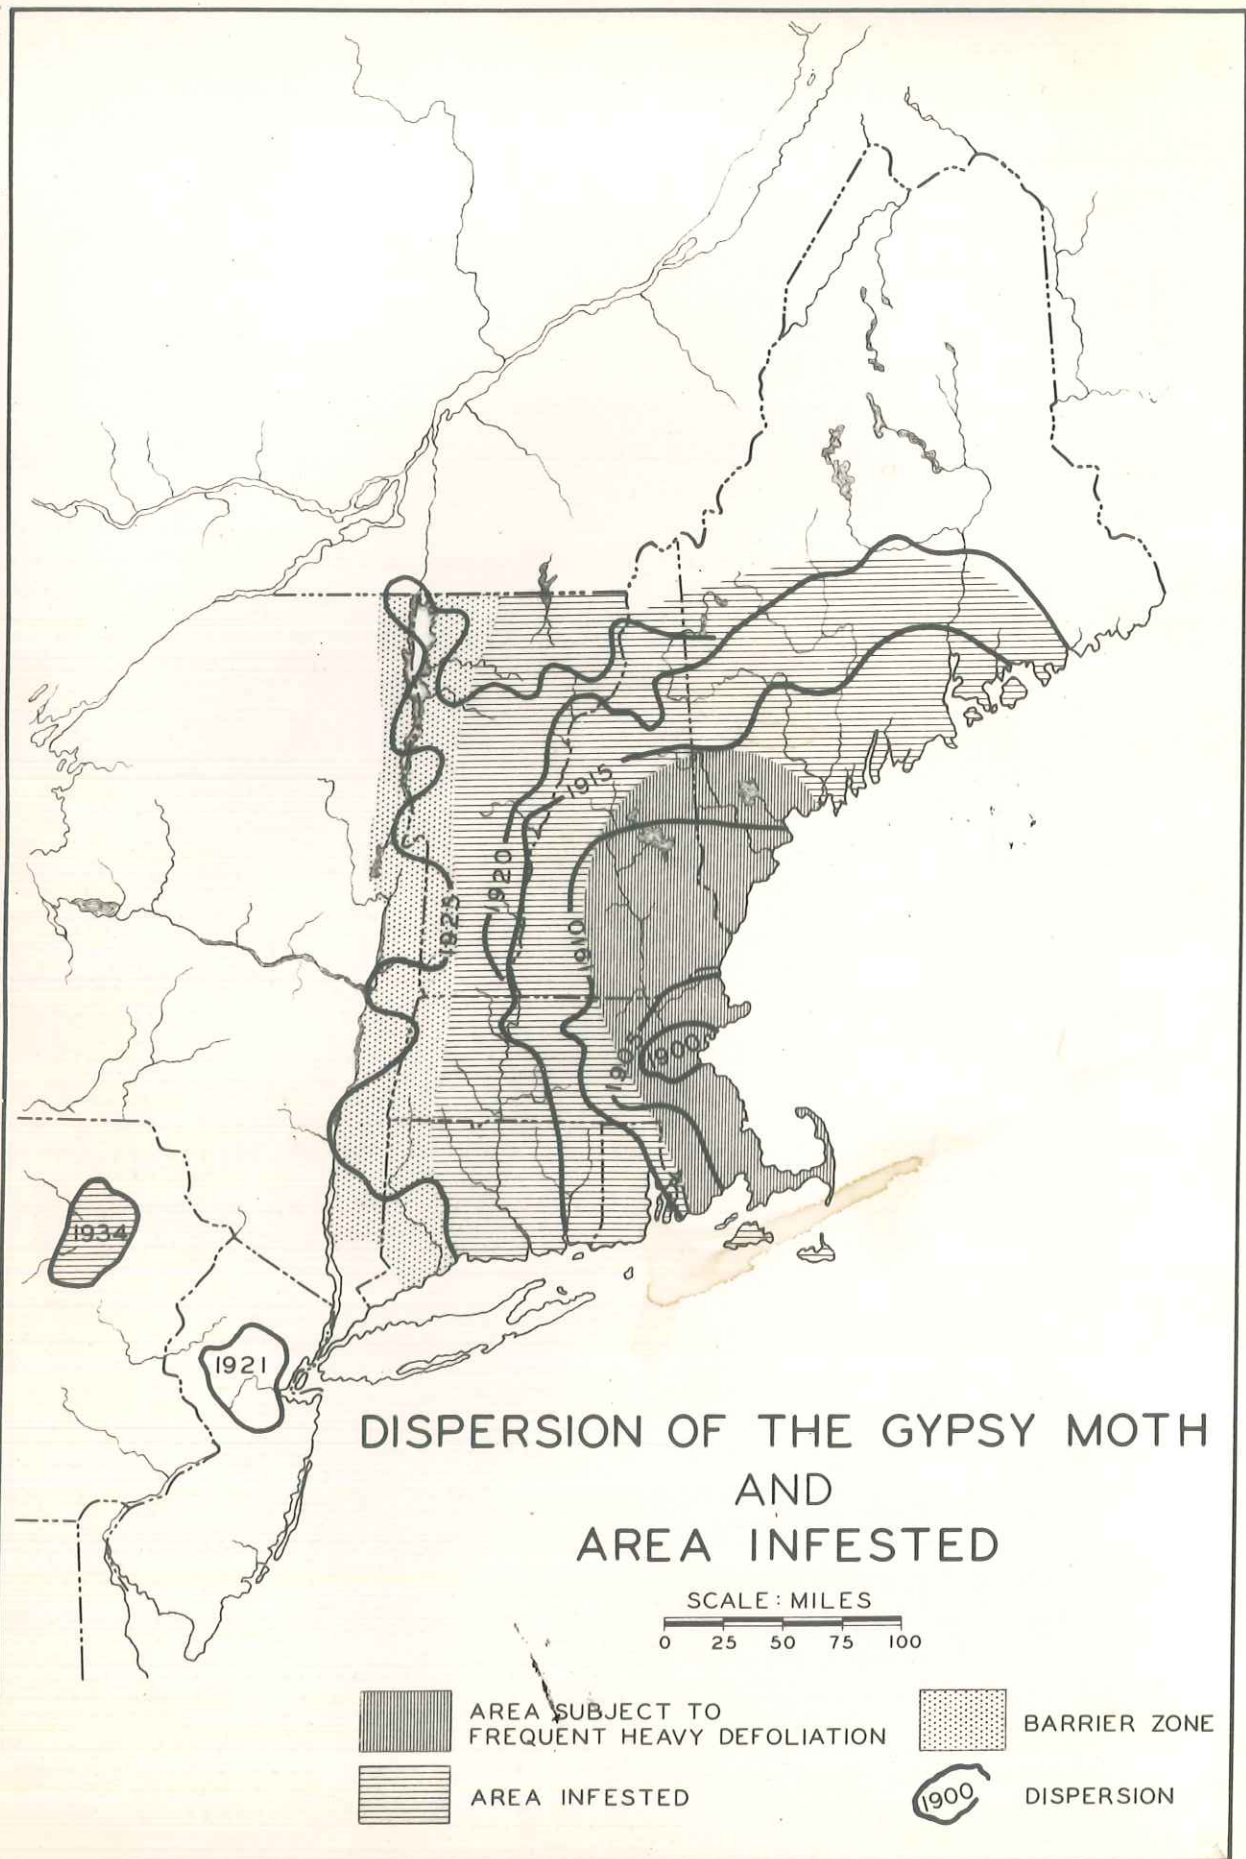 1915
1920
1925
1910
1905
1900
1934
1921
DISPERSION OF THE GYPSY MOTH
AND
AREA INFESTED
SCALE : MILES
0 25 50 75 100
AREA SUBJECT TO
FREQUENT HEAVY DEFOLIATION
BARRIER ZONE
AREA INFESTED
1900
DISPERSION